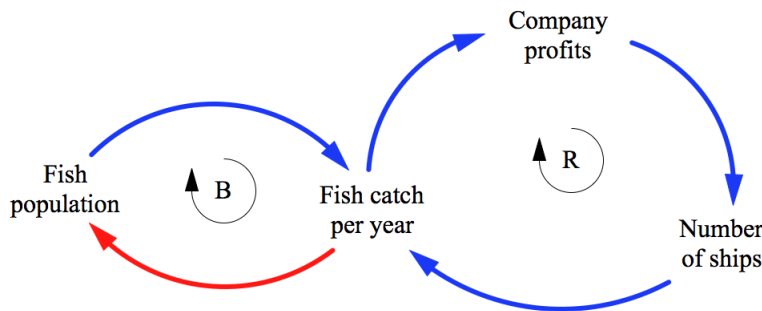 Company
profits
Fish
population
B
Fish catch
per year
R
Number
of ships